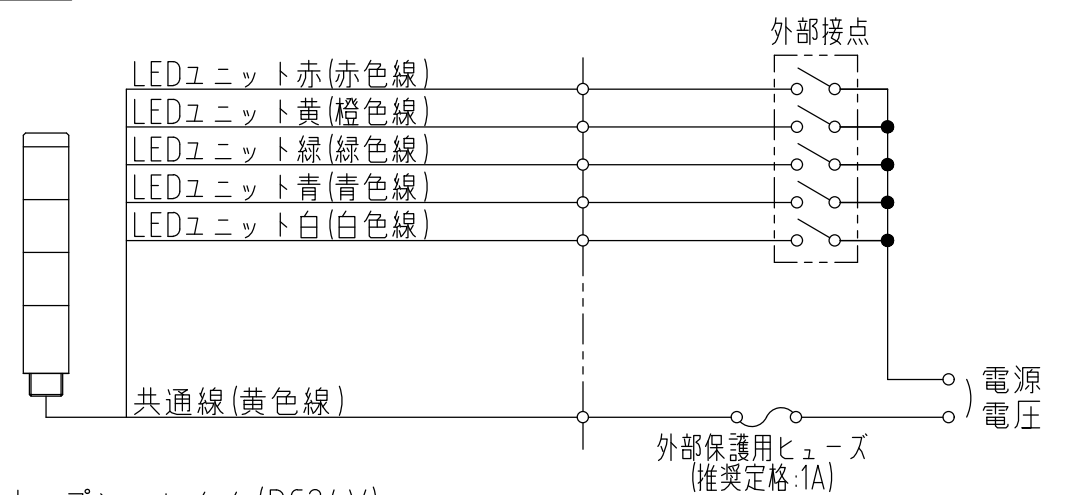 外部接点
LEDユニット赤(赤色線)
LEDユニット黄(橙色線)
LEDユニット緑(緑色線)
LEDユニット青(青色線)
LEDユニット白(白色線)
共通線(黄色線)
電源
電圧
外部保護用ヒューズ
(推奨定格:1A)